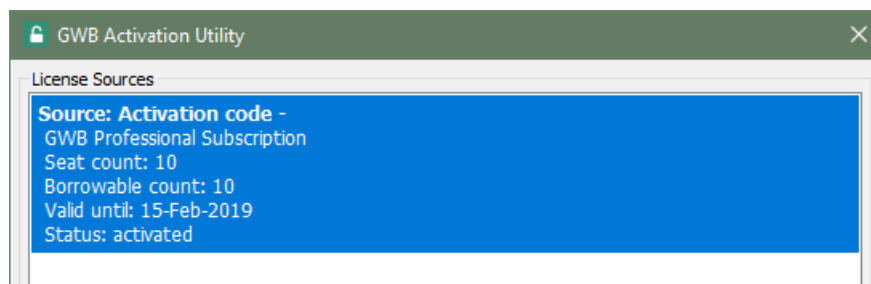 GWB Activation Utility
License Sources
Source: Activation code -
GWB Professional Subscription
Seat count: 10
Borrowable count: 10
Valid until: 15-Feb-2019
Status: activated